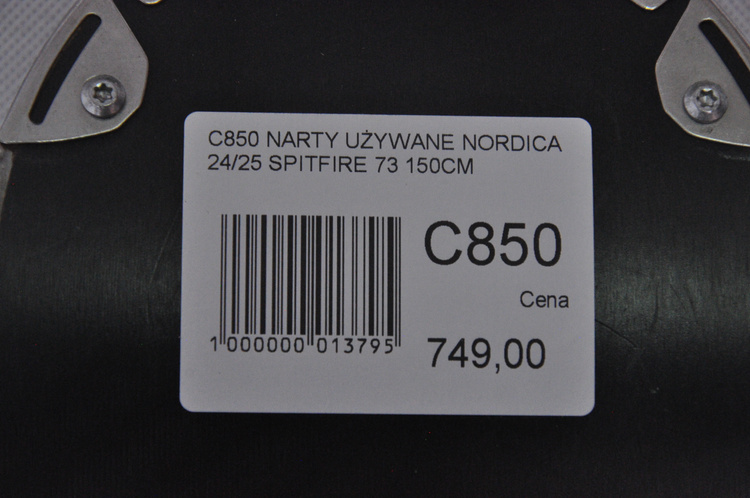 C850 NARTY UŻYWANE NORDICA
24/25 SPITFIRE 73 150CM
C850
Cena
1 000000 013795
749,00